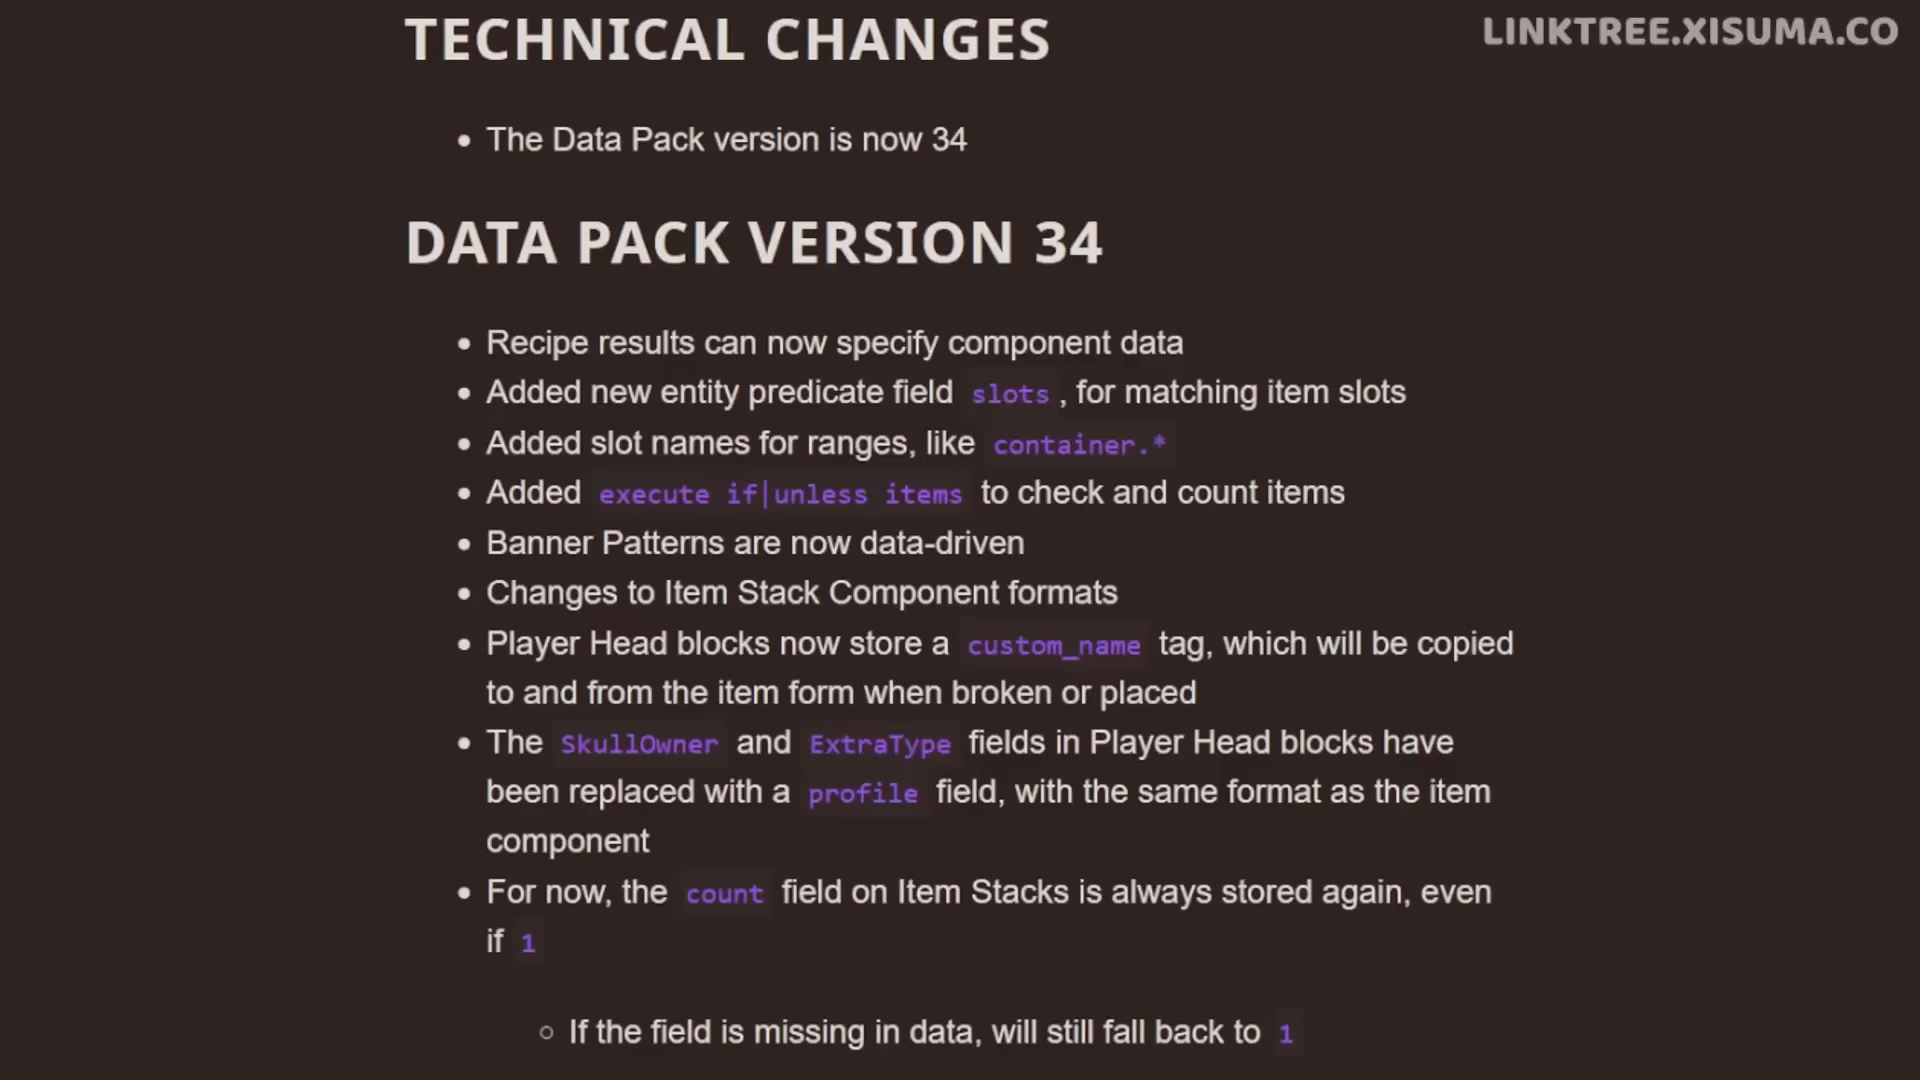 TECHNICAL CHANGES
LINKTREE.XISUMA.CO
• The Data Pack version is now 34
DATA PACK VERSION 34
• Recipe results can now specify component data
• Added new entity predicate field slots , for matching item slots
• Added slot names for ranges, like container.*
• Added execute if|unless items to check and count items
• Banner Patterns are now data-driven
• Changes to Item Stack Component formats
• Player Head blocks now store a custom_name tag, which will be copied
to and from the item form when broken or placed
• The SkullOwner and ExtraType fields in Player Head blocks have
been replaced with a profile field, with the same format as the item
component
• For now, the count field on Item Stacks is always stored again, even
if 1
○ If the field is missing in data, will still fall back to 1